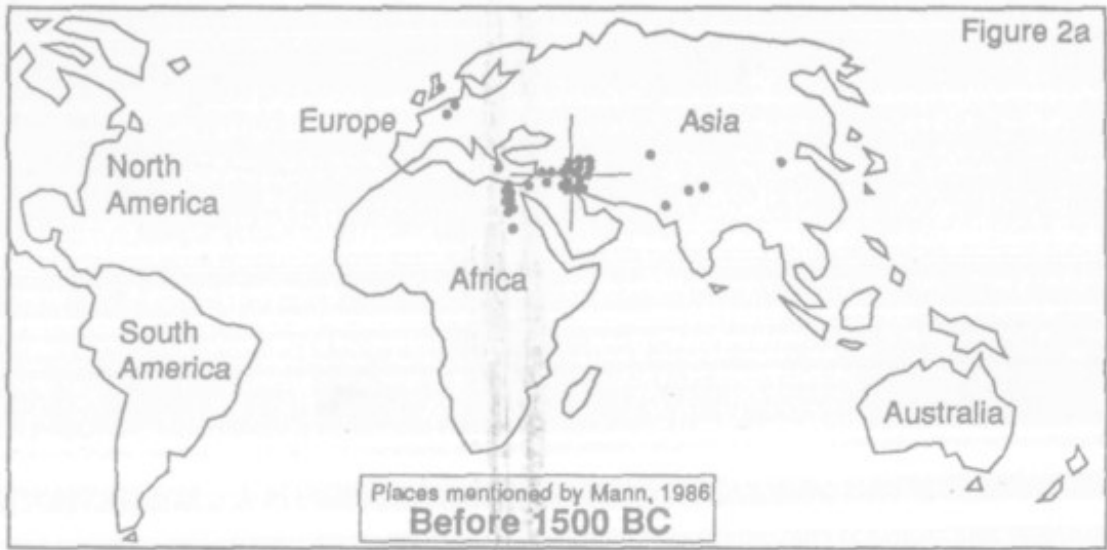 Figure 2a
Europe
Asia
North
America
Africa
South
America
Australia
Places mentioned by Mann, 1986
Before 1500 BC